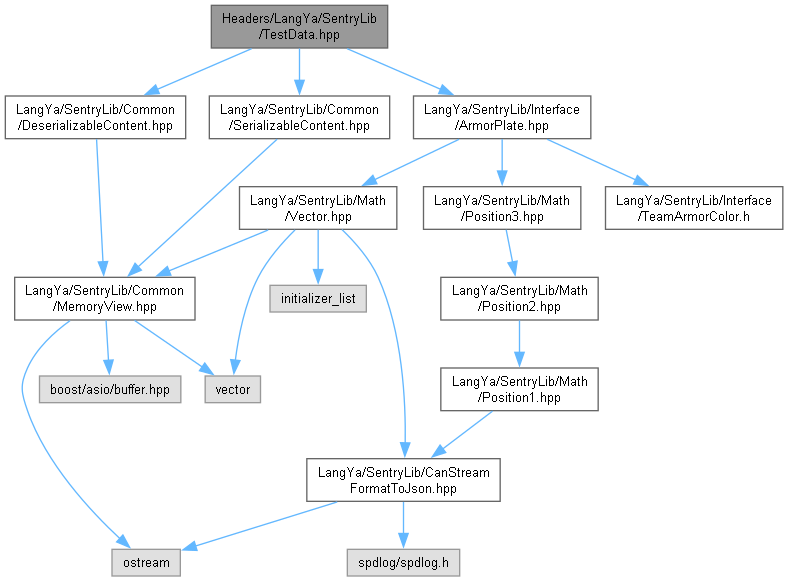 Headers/LangYa/SentryLib
/TestData.hpp
LangYa/SentryLib/Common
/DeserializableContent.hpp
LangYa/SentryLib/Common
/SerializableContent.hpp
LangYa/SentryLib/Interface
/ArmorPlate.hpp
LangYa/SentryLib/Math
/Vector.hpp
LangYa/SentryLib/Math
/Position3.hpp
LangYa/SentryLib/Interface
/TeamArmorColor.h
LangYa/SentryLib/Common
/MemoryView.hpp
initializer_list
LangYa/SentryLib/Math
/Position2.hpp
boost/asio/buffer.hpp
vector
LangYa/SentryLib/Math
/Position1.hpp
LangYa/SentryLib/CanStream
FormatToJson.hpp
ostream
spdlog/spdlog.h